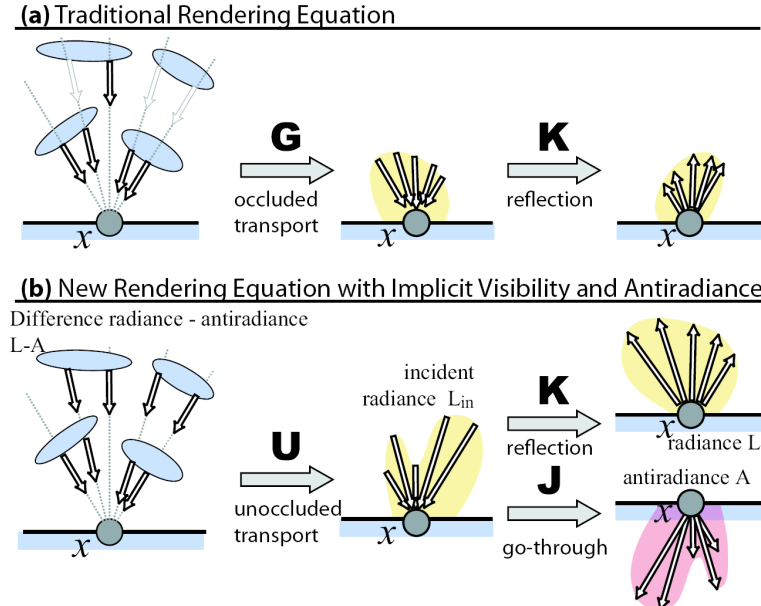 (a) Traditional Rendering Equation
G
occluded
transport
K
reflection
x
x
x
(b) New Rendering Equation with Implicit Visibility and Antiradiance
Difference radiance - antiradiance
L-A
incident
radiance Lin
U
unoccluded
transport
K
reflection
J
go-through
x
radiance L
antiradiance A
x
x
x